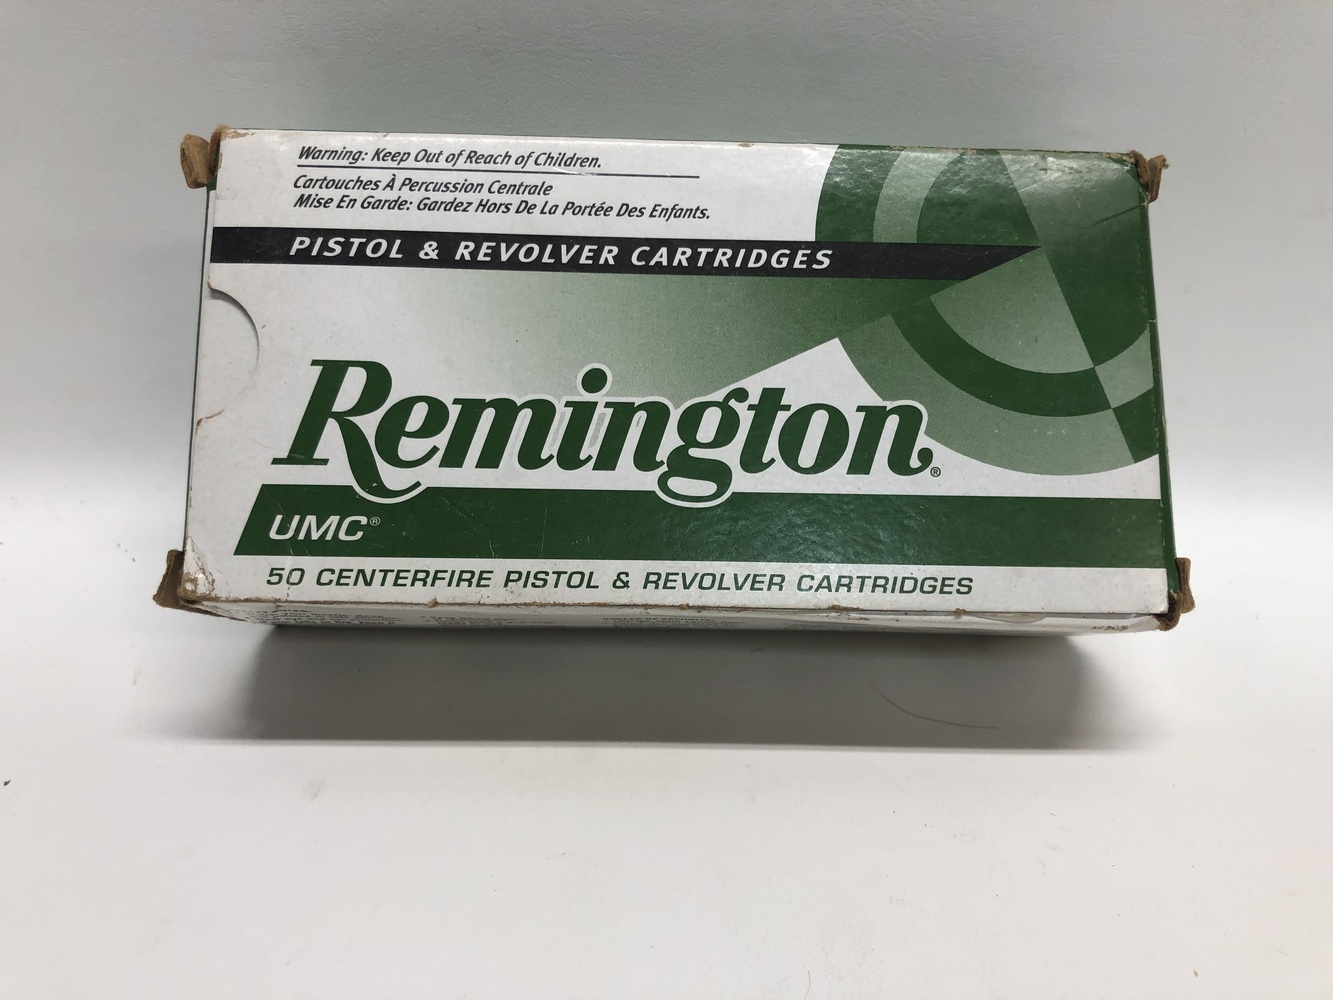 Warning: Keep Out of Reach of Children.
Cartouches À Percussion Centrale
Mise En Garde: Gardez Hors De La Portée Des Enfants.
PISTOL & REVOLVER CARTRIDGES
Remington®
UMC®
50 CENTERFIRE PISTOL & REVOLVER CARTRIDGES